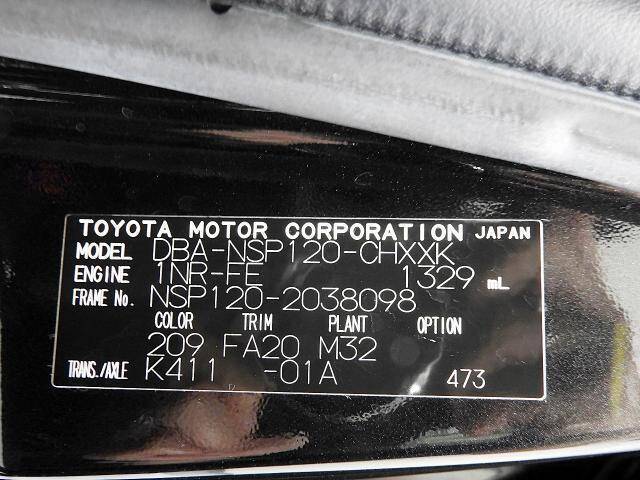 TOYOTA MOTOR CORPORATION JAPAN
MODEL DBA-NSP120-CHXXK
ENGINE 1NR-FE 1329 mL
FRAME No. NSP120-2038098
COLOR TRIM PLANT OPTION
209 FA20 M32
TRANS./AXLE K411 -01A 473